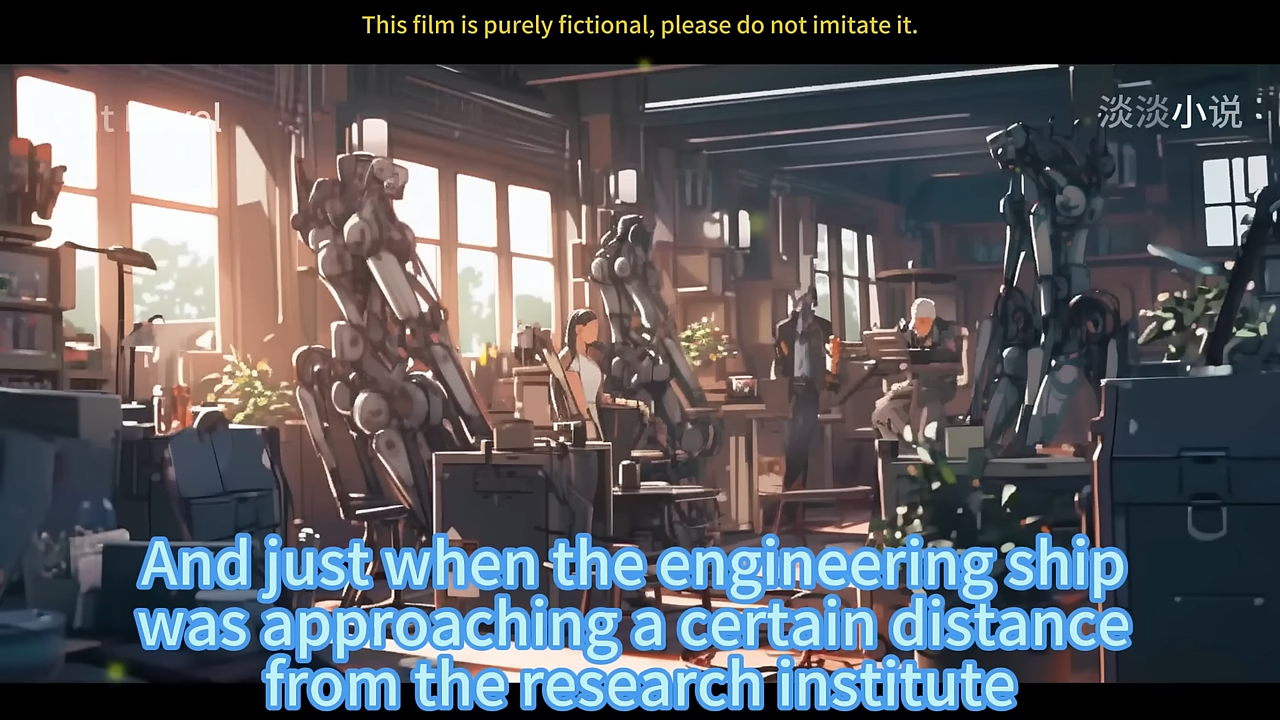 This film is purely fictional, please do not imitate it.
淡淡小说:
And just when the engineering ship
was approaching a certain distance
from the research institute